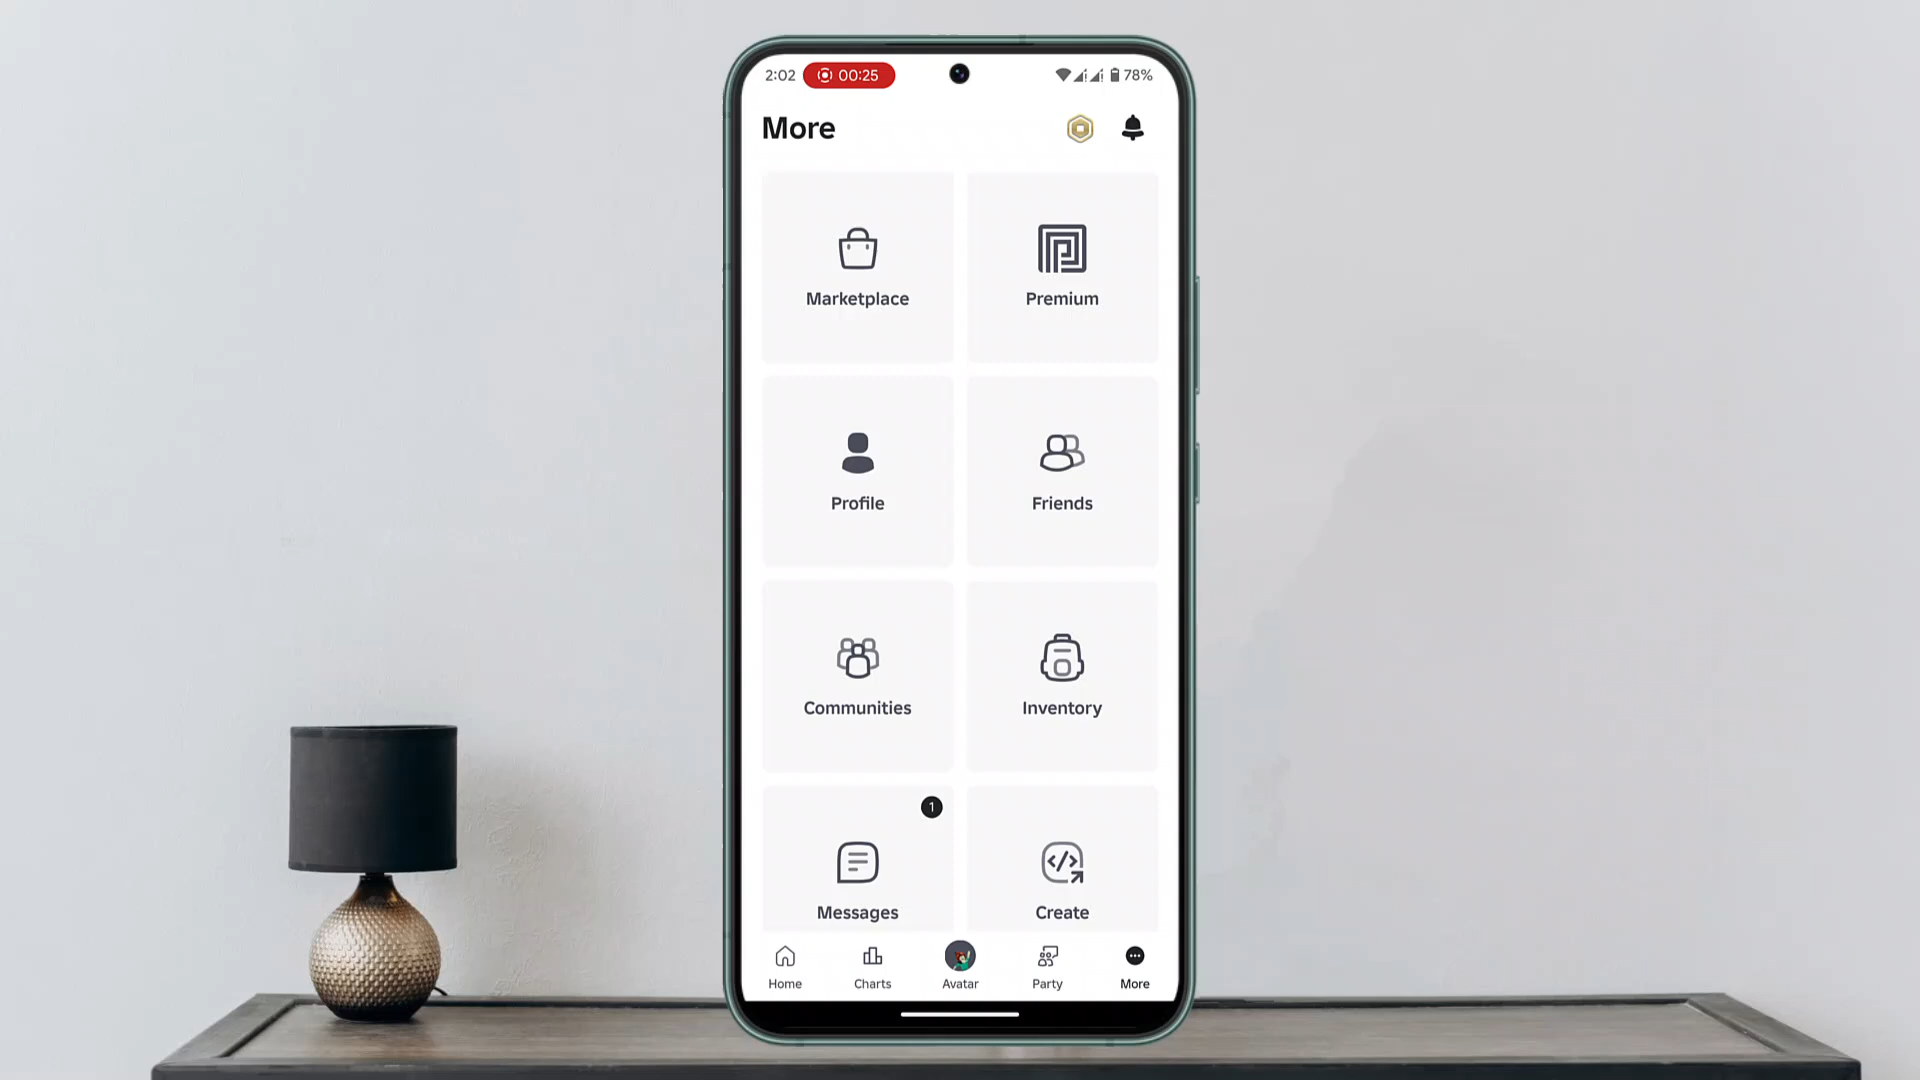 2:02 00:25 78%
More
Marketplace Premium
Profile Friends
Communities Inventory
1
Messages Create
Home Charts Avatar Party More